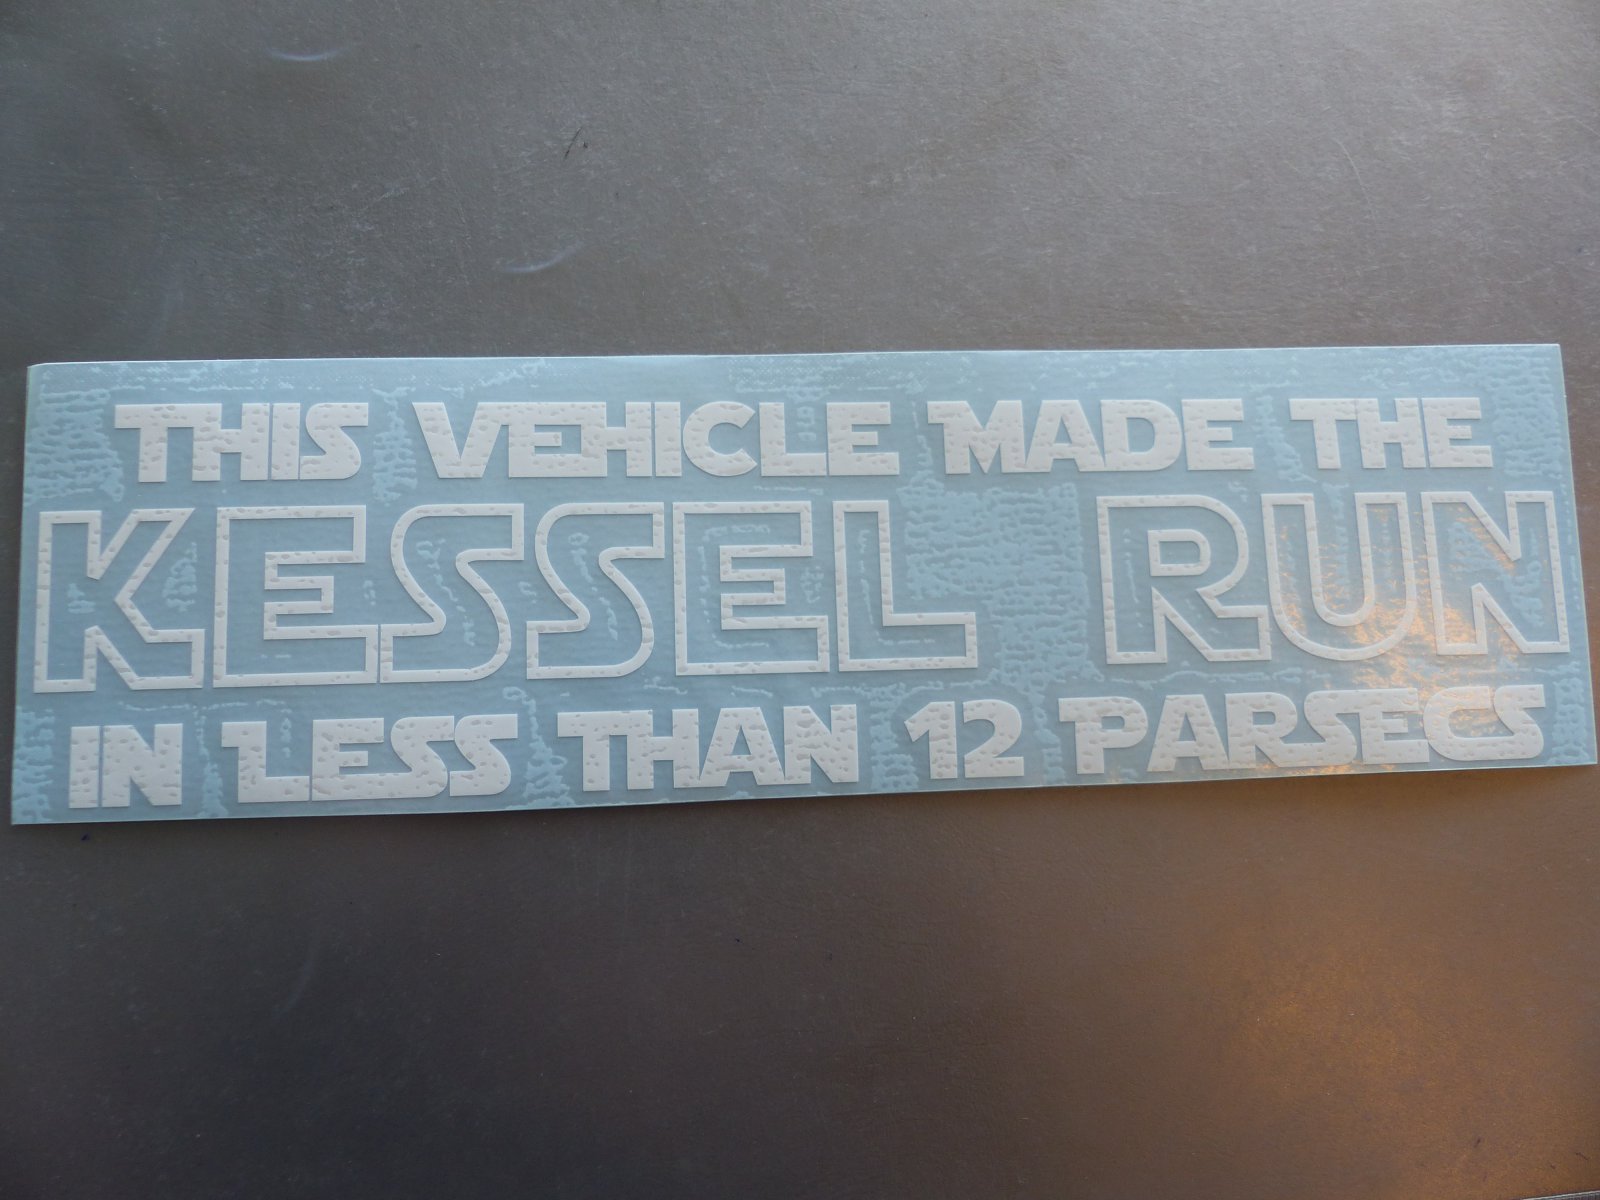 THIS VEHICLE MADE THE
KESSEL RUN
IN LESS THAN 12 PARSECS